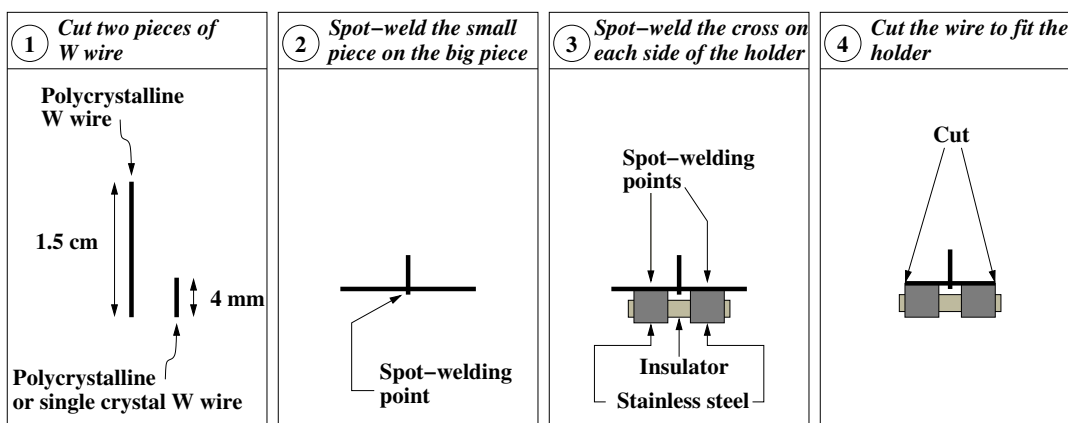 1
Cut two pieces of
W wire
Polycrystalline
W wire
1.5 cm
4 mm
Polycrystalline
or single crystal W wire
2
Spot−weld the small
piece on the big piece
Spot−welding
point
3
Spot−weld the cross on
each side of the holder
Spot−welding
points
Insulator
Stainless steel
4
Cut the wire to fit the
holder
Cut